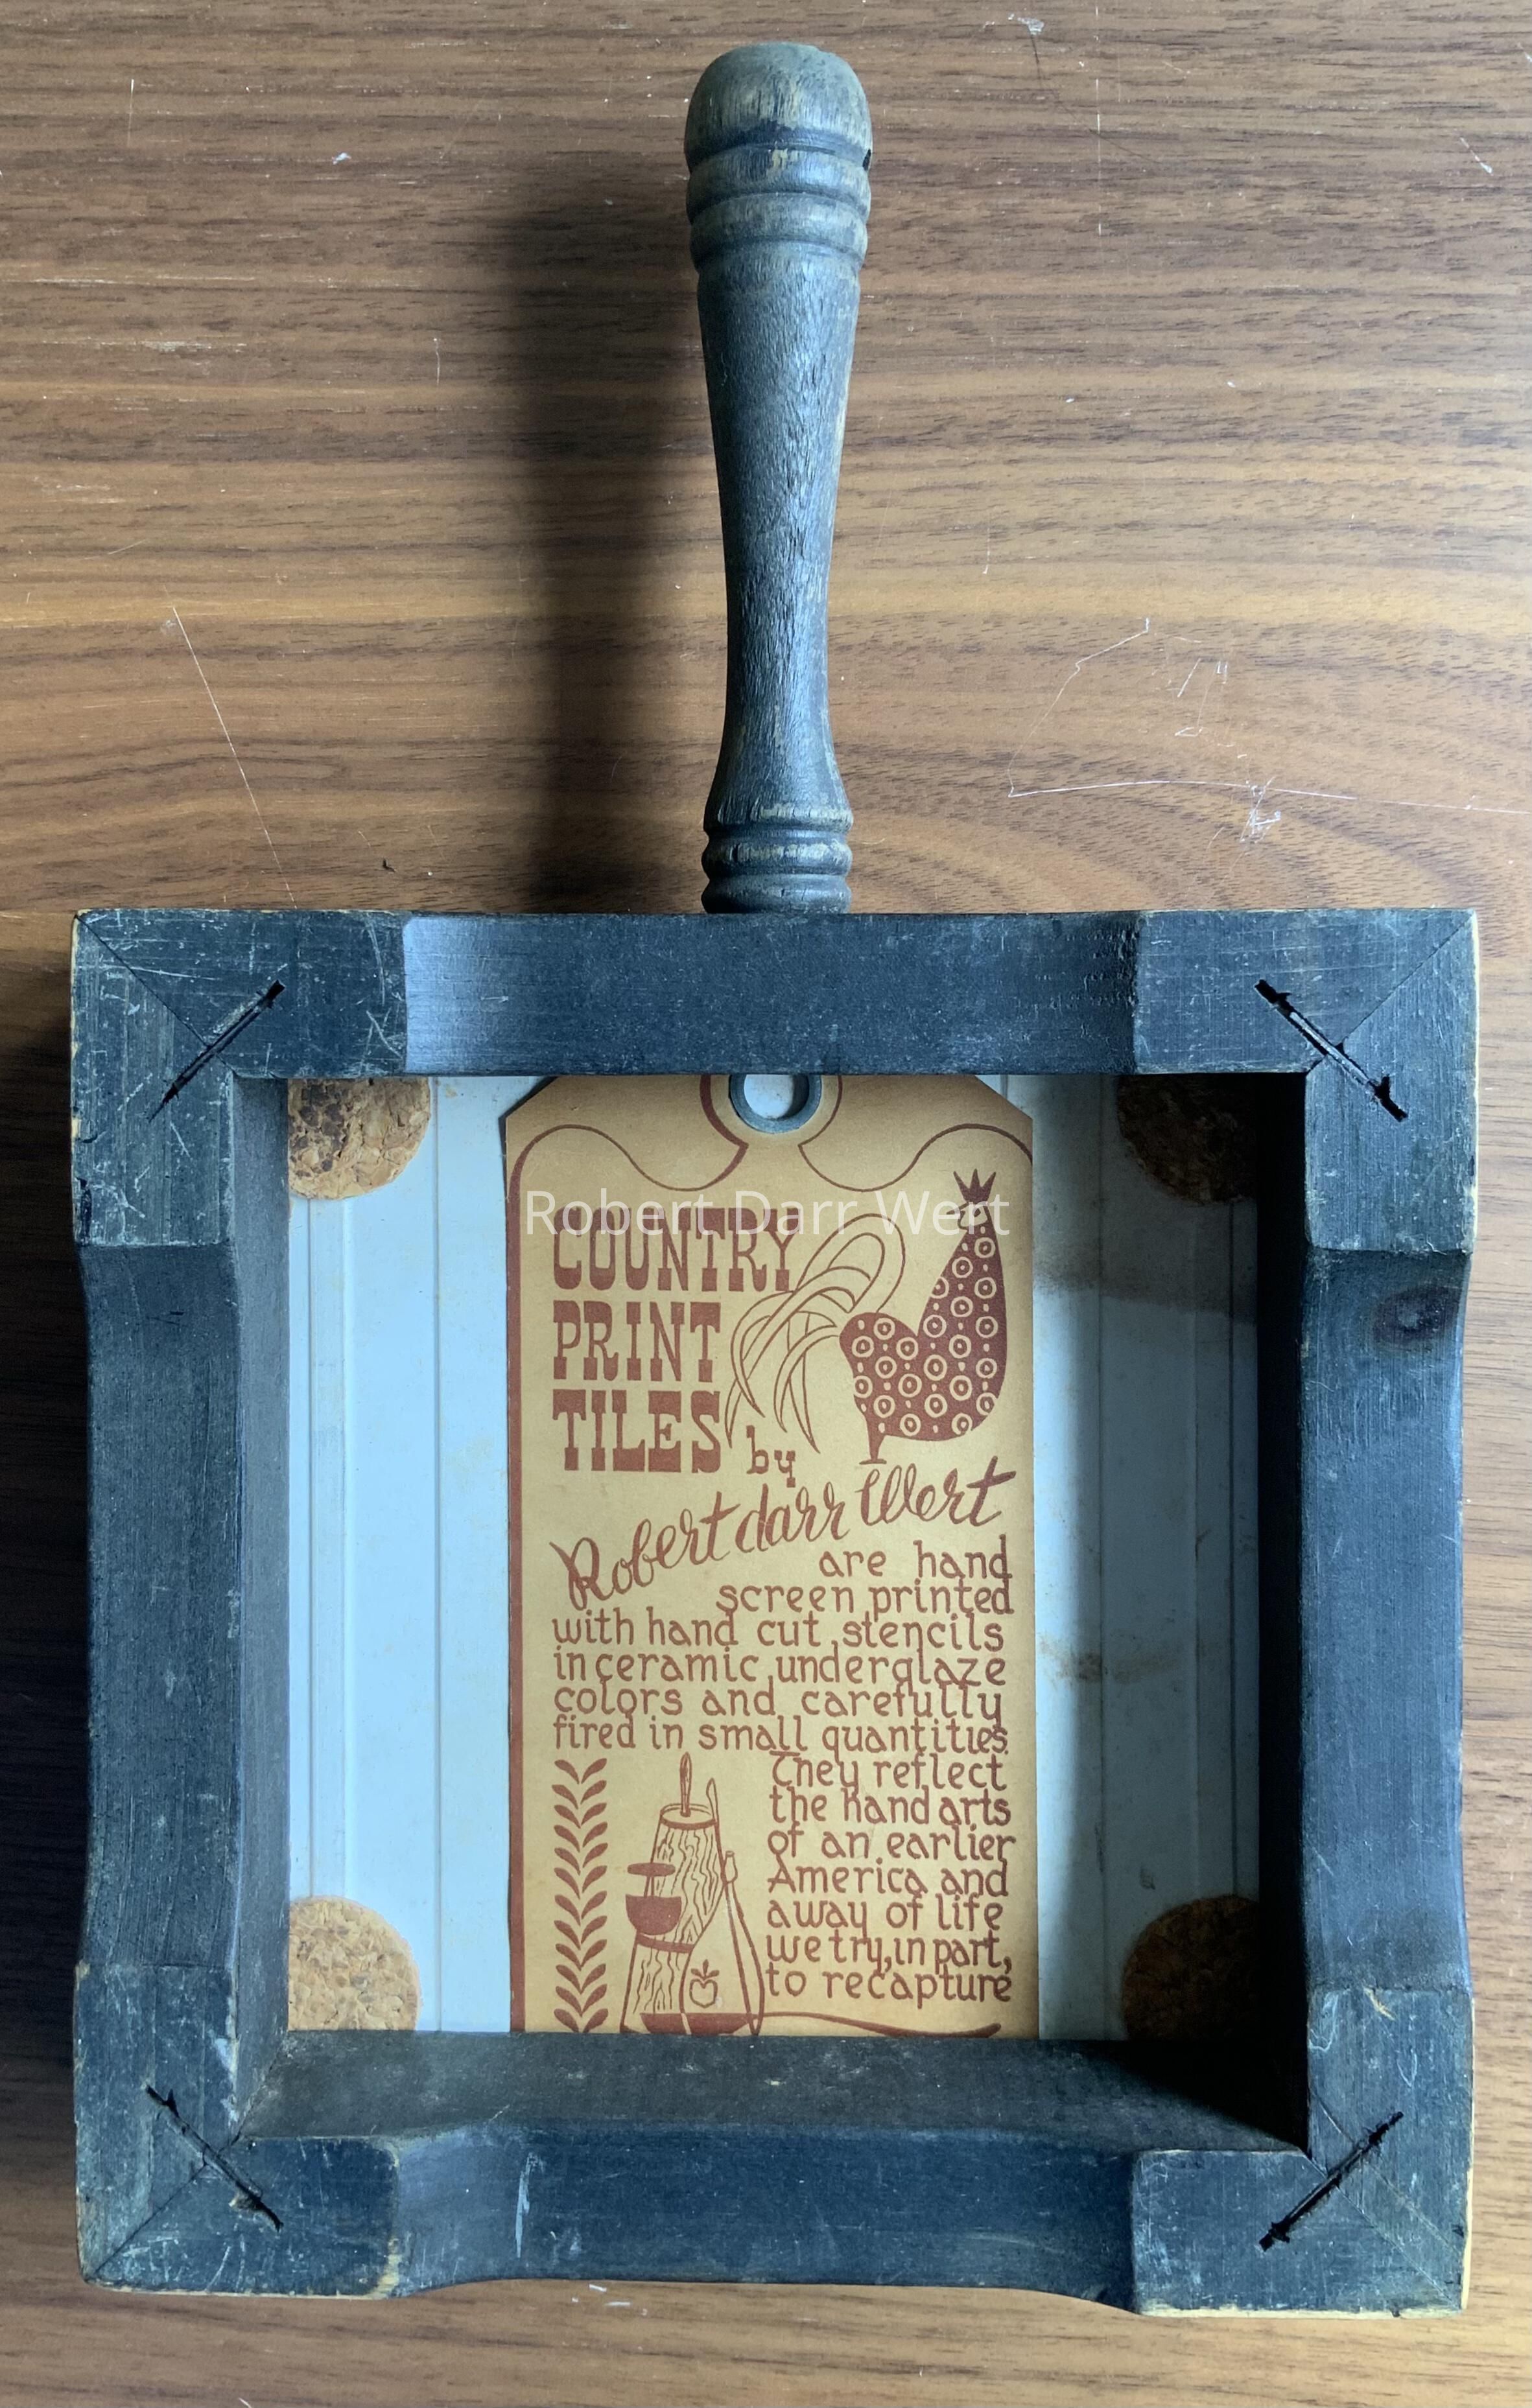 Robert Darr Wert
COUNTRY
PRINT
TILES by
Robert darr Wert
are hand
screen printed
with hand cut stencils
in ceramic underglaze
colors and carefully
fired in small quantities.
They reflect
the hand arts
of an earlier
America and
a way of life
we try, in part,
to recapture